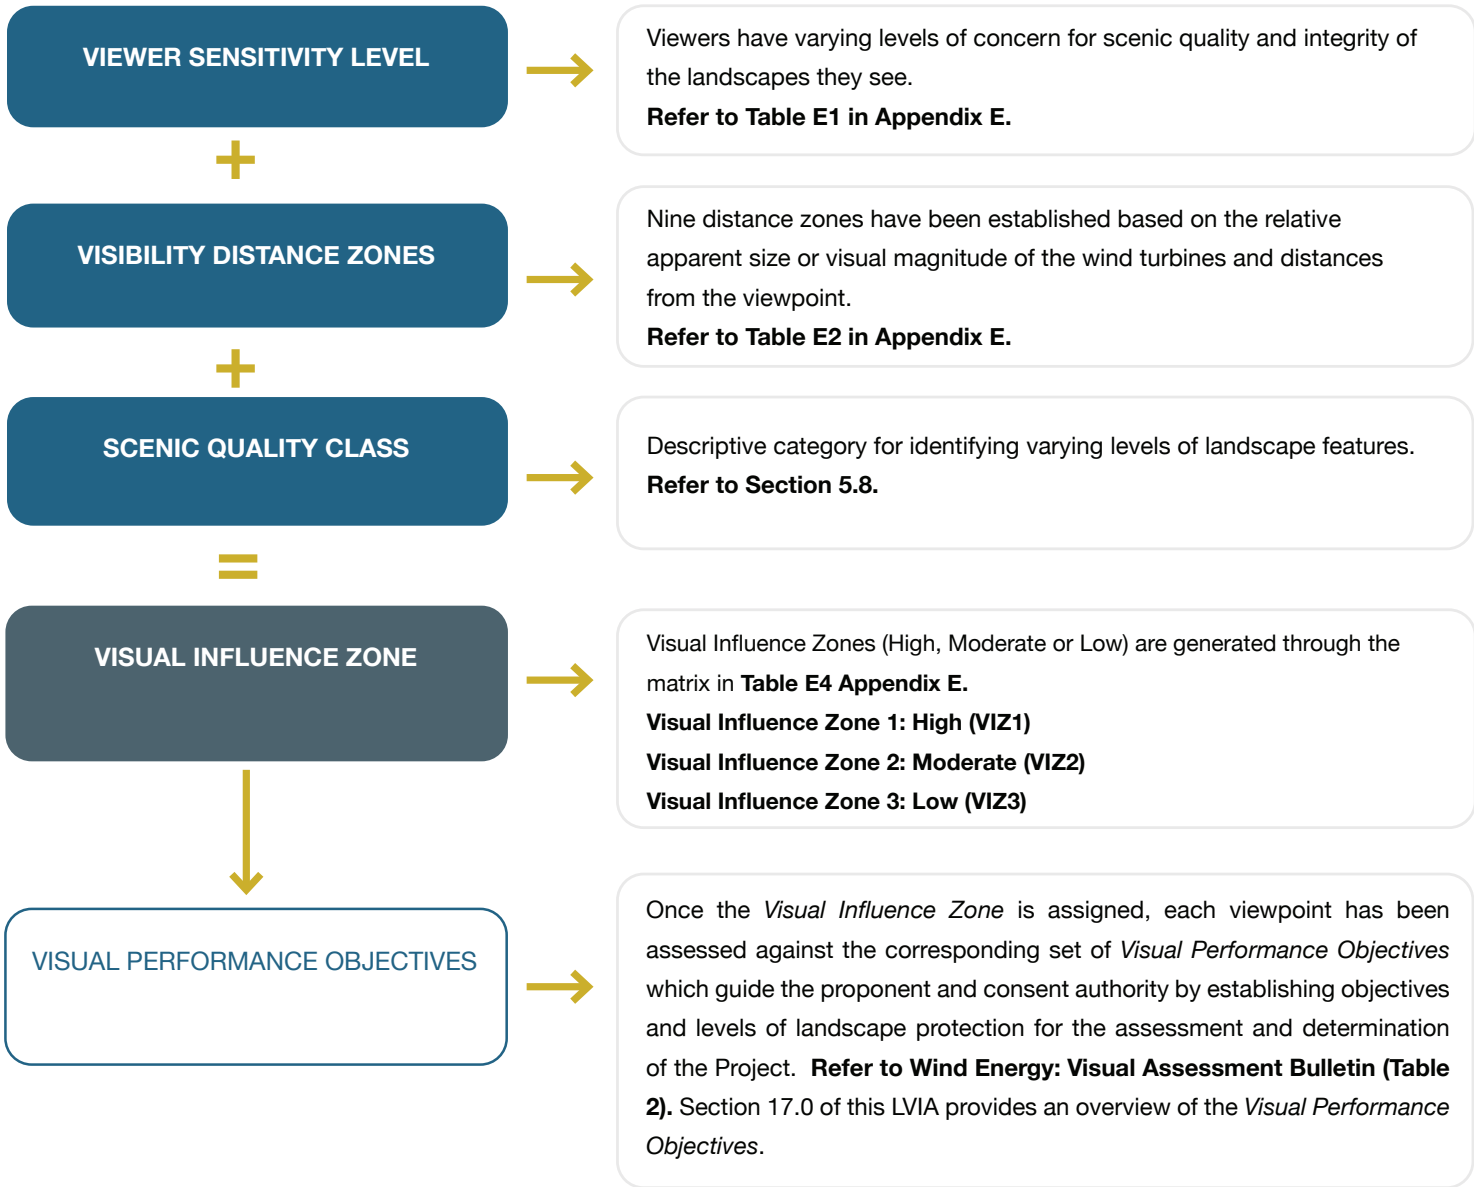 VIEWER SENSITIVITY LEVEL
Viewers have varying levels of concern for scenic quality and integrity of
the landscapes they see.
Refer to Table E1 in Appendix E.
+
VISIBILITY DISTANCE ZONES
Nine distance zones have been established based on the relative
apparent size or visual magnitude of the wind turbines and distances
from the viewpoint.
Refer to Table E2 in Appendix E.
+
SCENIC QUALITY CLASS
Descriptive category for identifying varying levels of landscape features.
Refer to Section 5.8.
=
VISUAL INFLUENCE ZONE
Visual Influence Zones (High, Moderate or Low) are generated through the
matrix in Table E4 Appendix E.
Visual Influence Zone 1: High (VIZ1)
Visual Influence Zone 2: Moderate (VIZ2)
Visual Influence Zone 3: Low (VIZ3)
VISUAL PERFORMANCE OBJECTIVES
Once the Visual Influence Zone is assigned, each viewpoint has been
assessed against the corresponding set of Visual Performance Objectives
which guide the proponent and consent authority by establishing objectives
and levels of landscape protection for the assessment and determination
of the Project. Refer to Wind Energy: Visual Assessment Bulletin (Table
2). Section 17.0 of this LVIA provides an overview of the Visual Performance
Objectives.